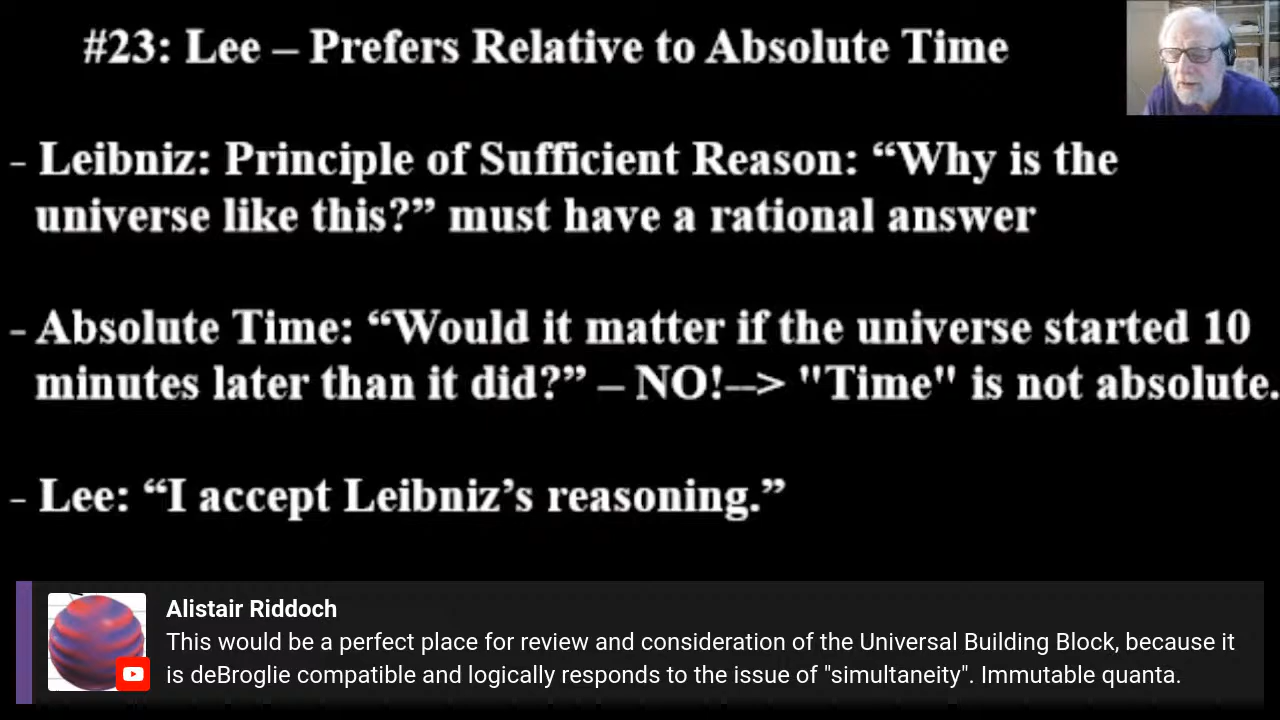 #23: Lee – Prefers Relative to Absolute Time
- Leibniz: Principle of Sufficient Reason: “Why is the
universe like this?” must have a rational answer
- Absolute Time: “Would it matter if the universe started 10
minutes later than it did?” – NO!–> "Time" is not absolute.
- Lee: “I accept Leibniz’s reasoning.”
Alistair Riddoch
This would be a perfect place for review and consideration of the Universal Building Block, because it
is deBroglie compatible and logically responds to the issue of "simultaneity". Immutable quanta.